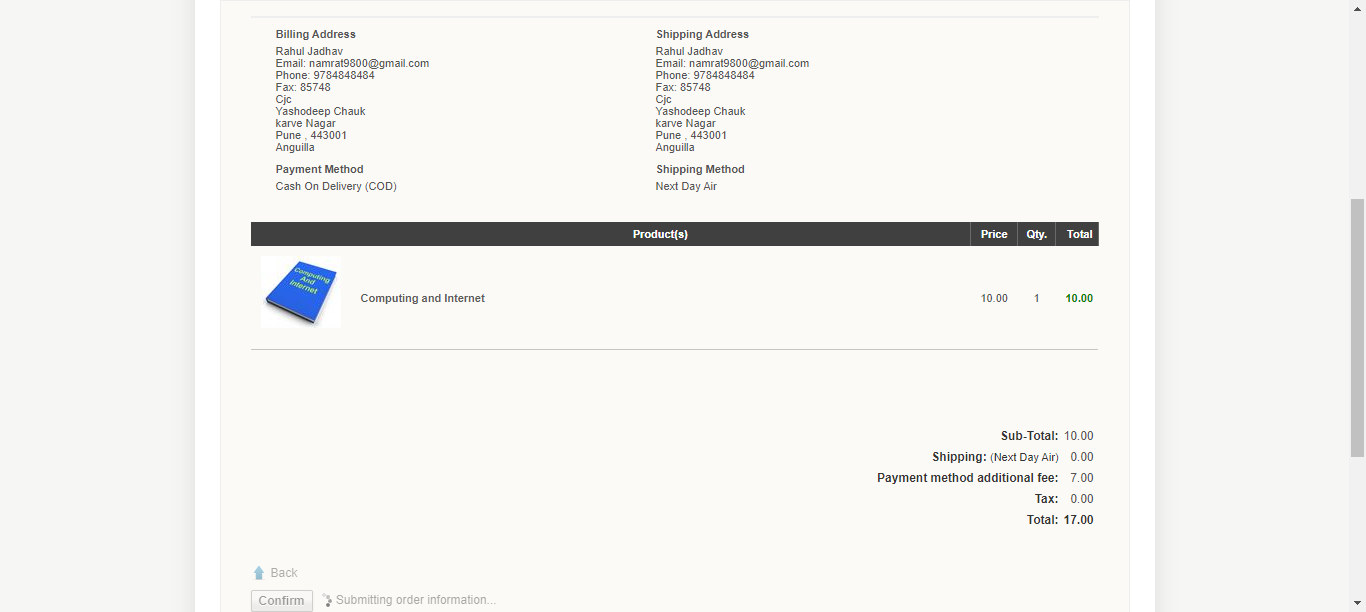 Billing Address
Rahul Jadhav
Email: namrat9800@gmail.com
Phone: 9784848484
Fax: 85748
Cjc
Yashodeep Chauk
karve Nagar
Pune , 443001
Anguilla
Payment Method
Cash On Delivery (COD)
Shipping Address
Rahul Jadhav
Email: namrat9800@gmail.com
Phone: 9784848484
Fax: 85748
Cjc
Yashodeep Chauk
karve Nagar
Pune , 443001
Anguilla
Shipping Method
Next Day Air
Product(s) Price Qty. Total
Computing
And
Internet
Computing and Internet 10.00 1 10.00
Sub-Total: 10.00
Shipping: (Next Day Air) 0.00
Payment method additional fee: 7.00
Tax: 0.00
Total: 17.00
Back
Confirm Submitting order information...